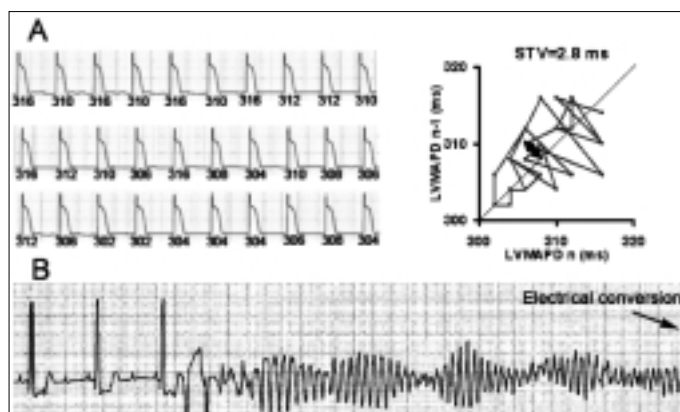 A
316 310 310 310 316 310 316 312 312 310
316 312 310 306 316 308 304 310 308 306
312 308 302 302 304 304 304 306 308 304
STV=2.8 ms
LVMAPD n-1 (ms)
320
310
300
300 310 320
LVMAPD n (ms)
B
Electrical conversion